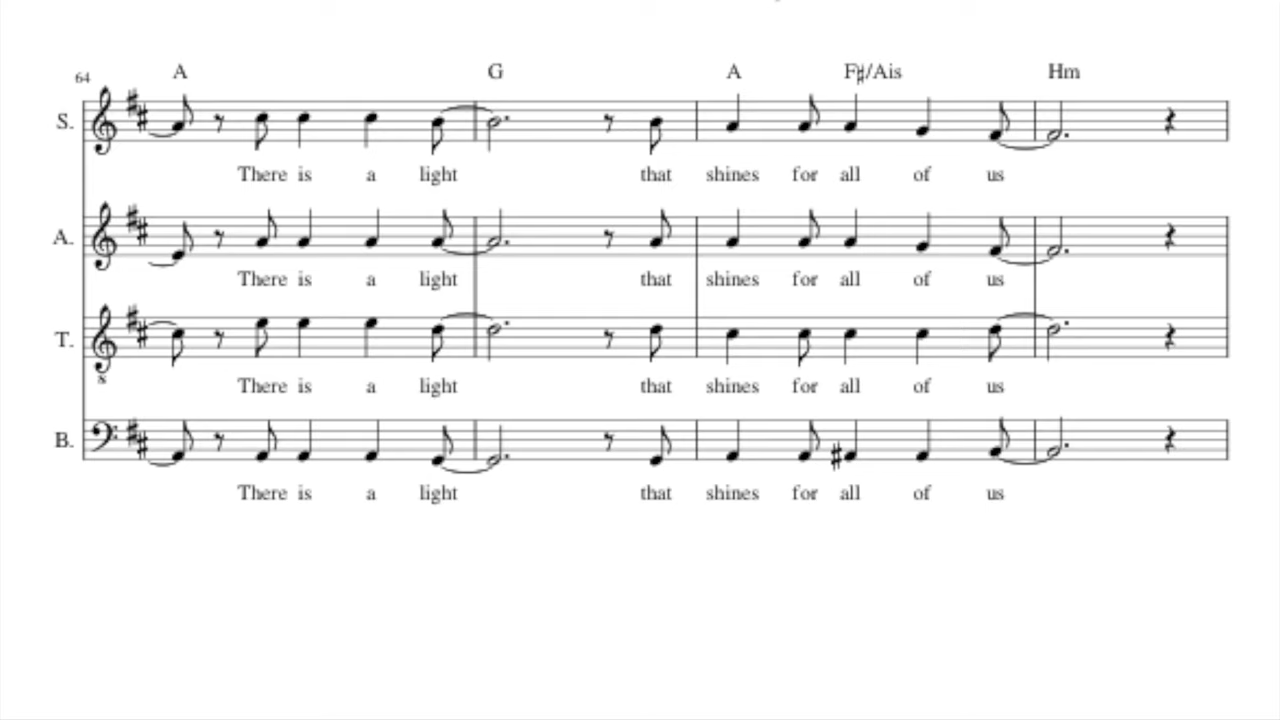 A G A F♯/Ais Hm
64
S.
There is a light that shines for all of us
A.
There is a light that shines for all of us
T.
8
There is a light that shines for all of us
B.
There is a light that shines for all of us